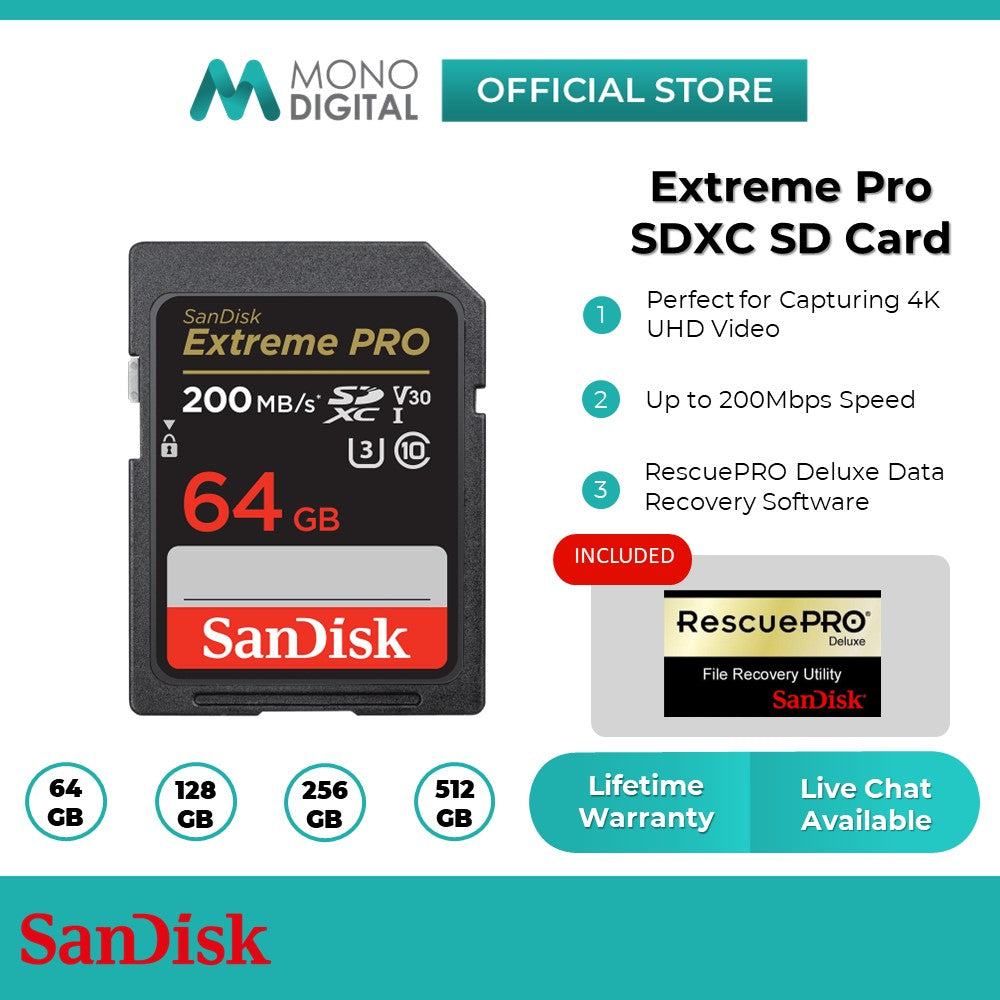 MONO
DIGITAL
OFFICIAL STORE
Extreme Pro
SDXC SD Card
1
Perfect for Capturing 4K
UHD Video
2
Up to 200Mbps Speed
3
RescuePRO Deluxe Data
Recovery Software
SanDisk
Extreme PRO
200 MB/s* SD XC V30 I
3 10
64 GB
SanDisk
INCLUDED
RescuePRO®
Deluxe
File Recovery Utility
SanDisk®
64
GB
128
GB
256
GB
512
GB
Lifetime
Warranty
Live Chat
Available
SanDisk